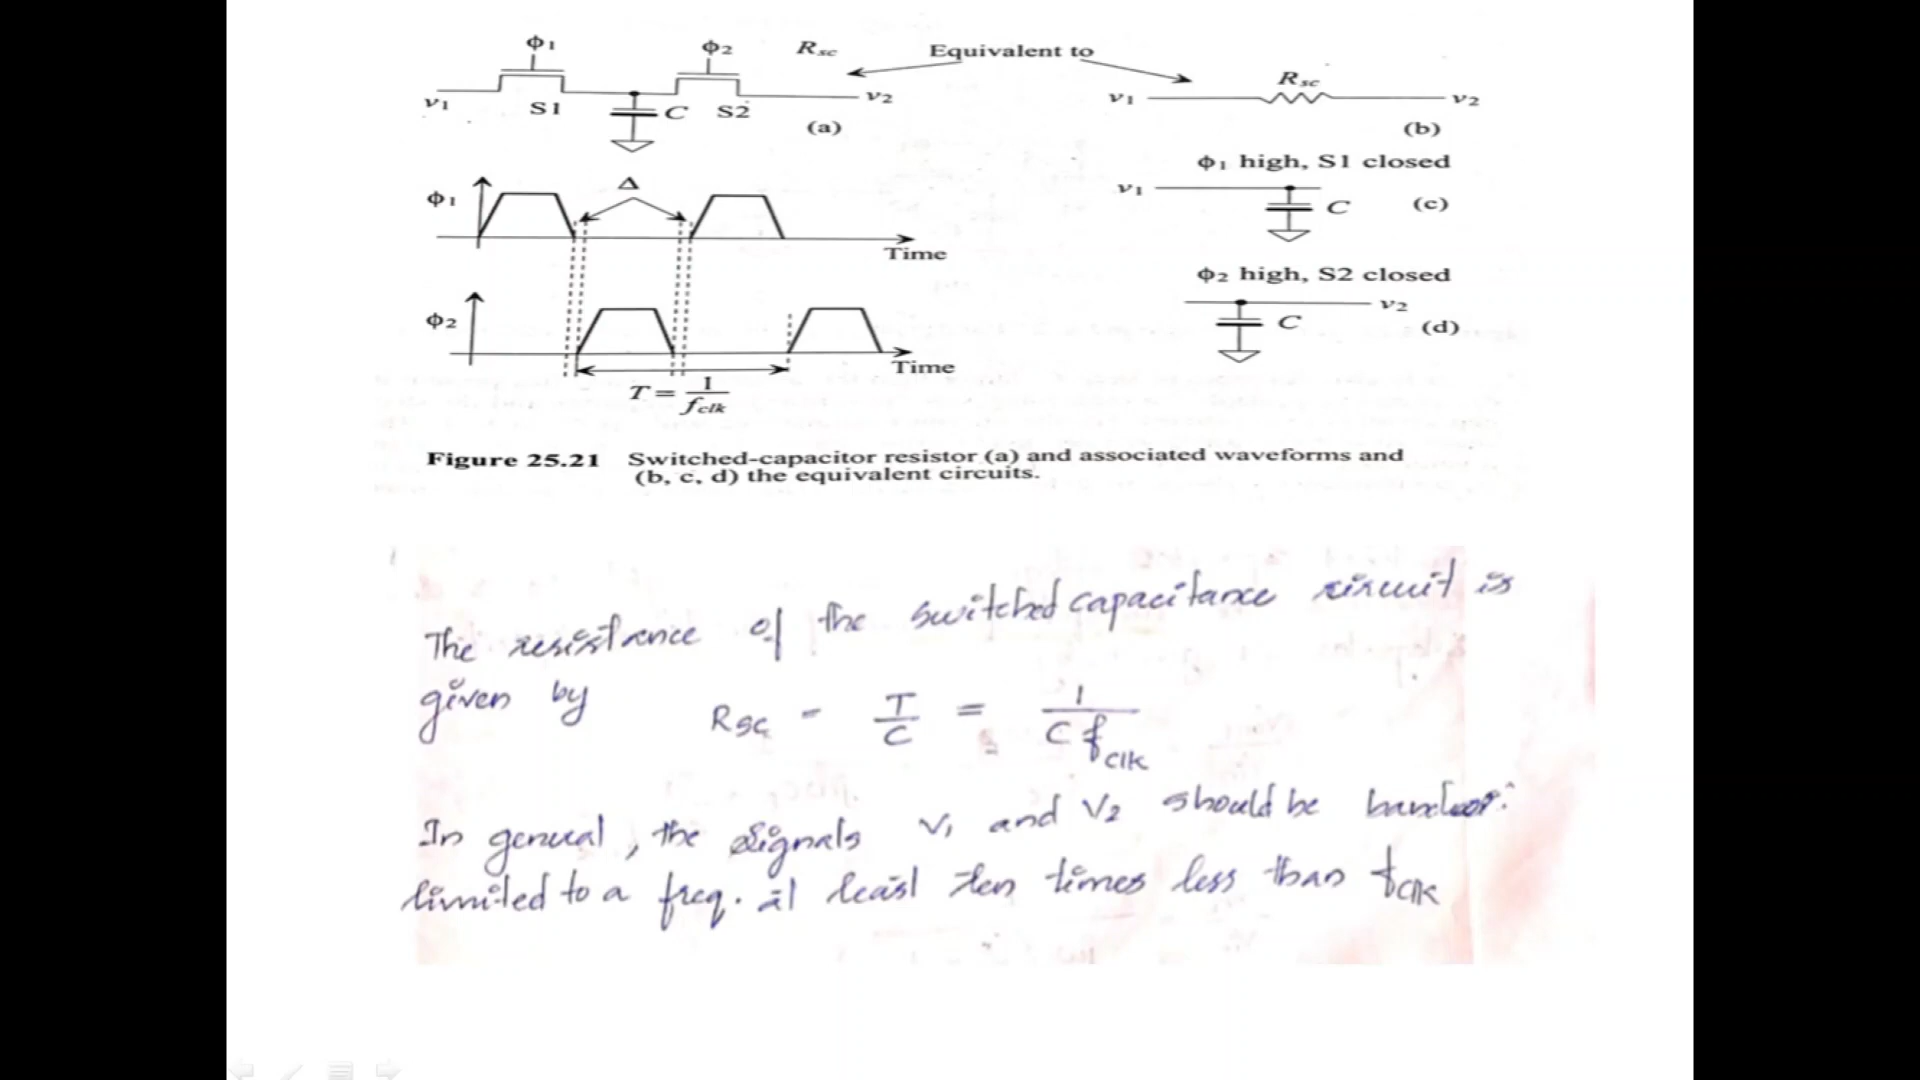 ϕ1 ϕ2 Rsc Equivalent to
Rsc
v1 S1 C S2 v2
(a)
v1 v2
(b)
ϕ1 high, S1 closed
v1 C (c)
ϕ1 Δ
Time
ϕ2 high, S2 closed
v2
C (d)
ϕ2
Time
T = 1/fclk
Figure 25.21 Switched-capacitor resistor (a) and associated waveforms and
(b, c, d) the equivalent circuits.
The resistance of the switched capacitance circuit is
given by Rsc - T/C = 1/C fclk
In general, the signals V1 and V2 should be
limited to a freq. at least ten times less than fclk